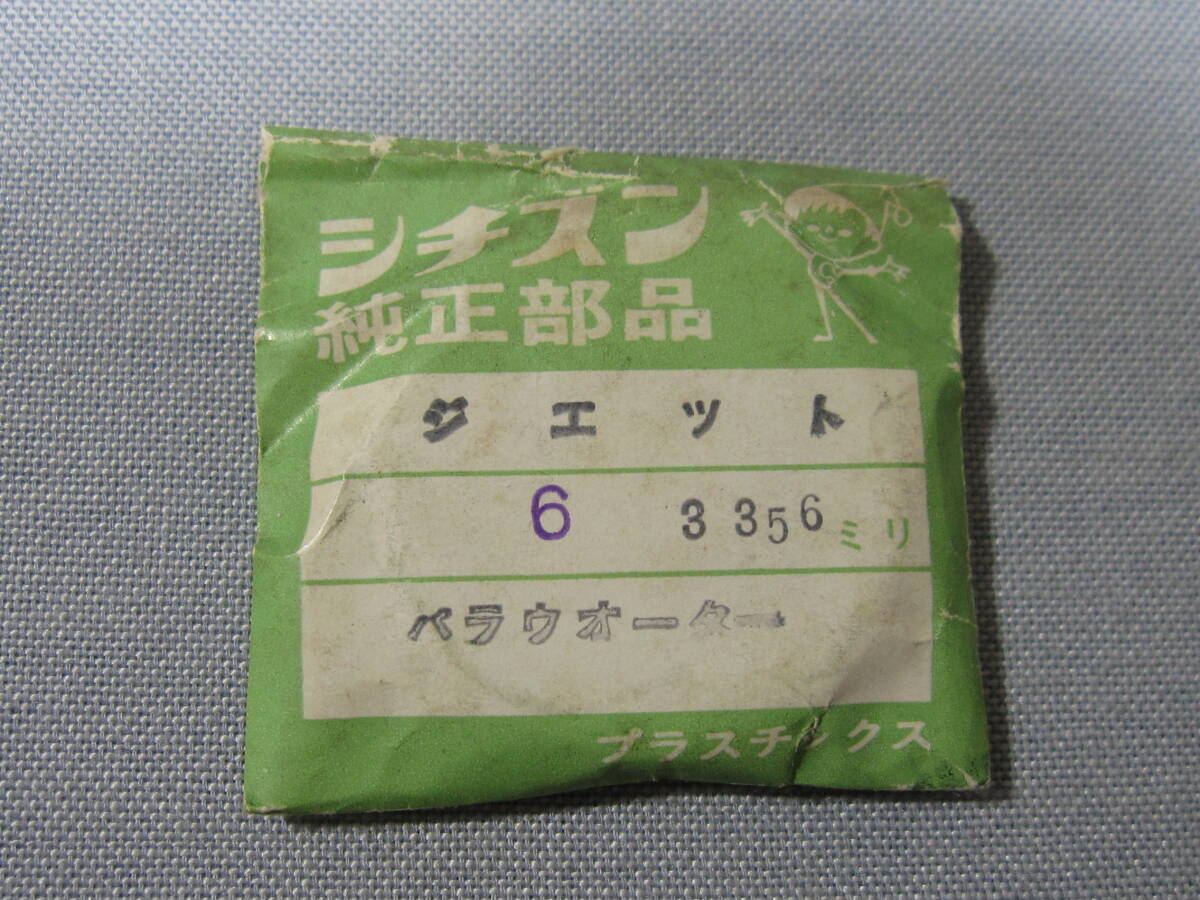 シチズン
純正部品
ジエット
6 3356ミリ
パラウオーター
プラスチックス